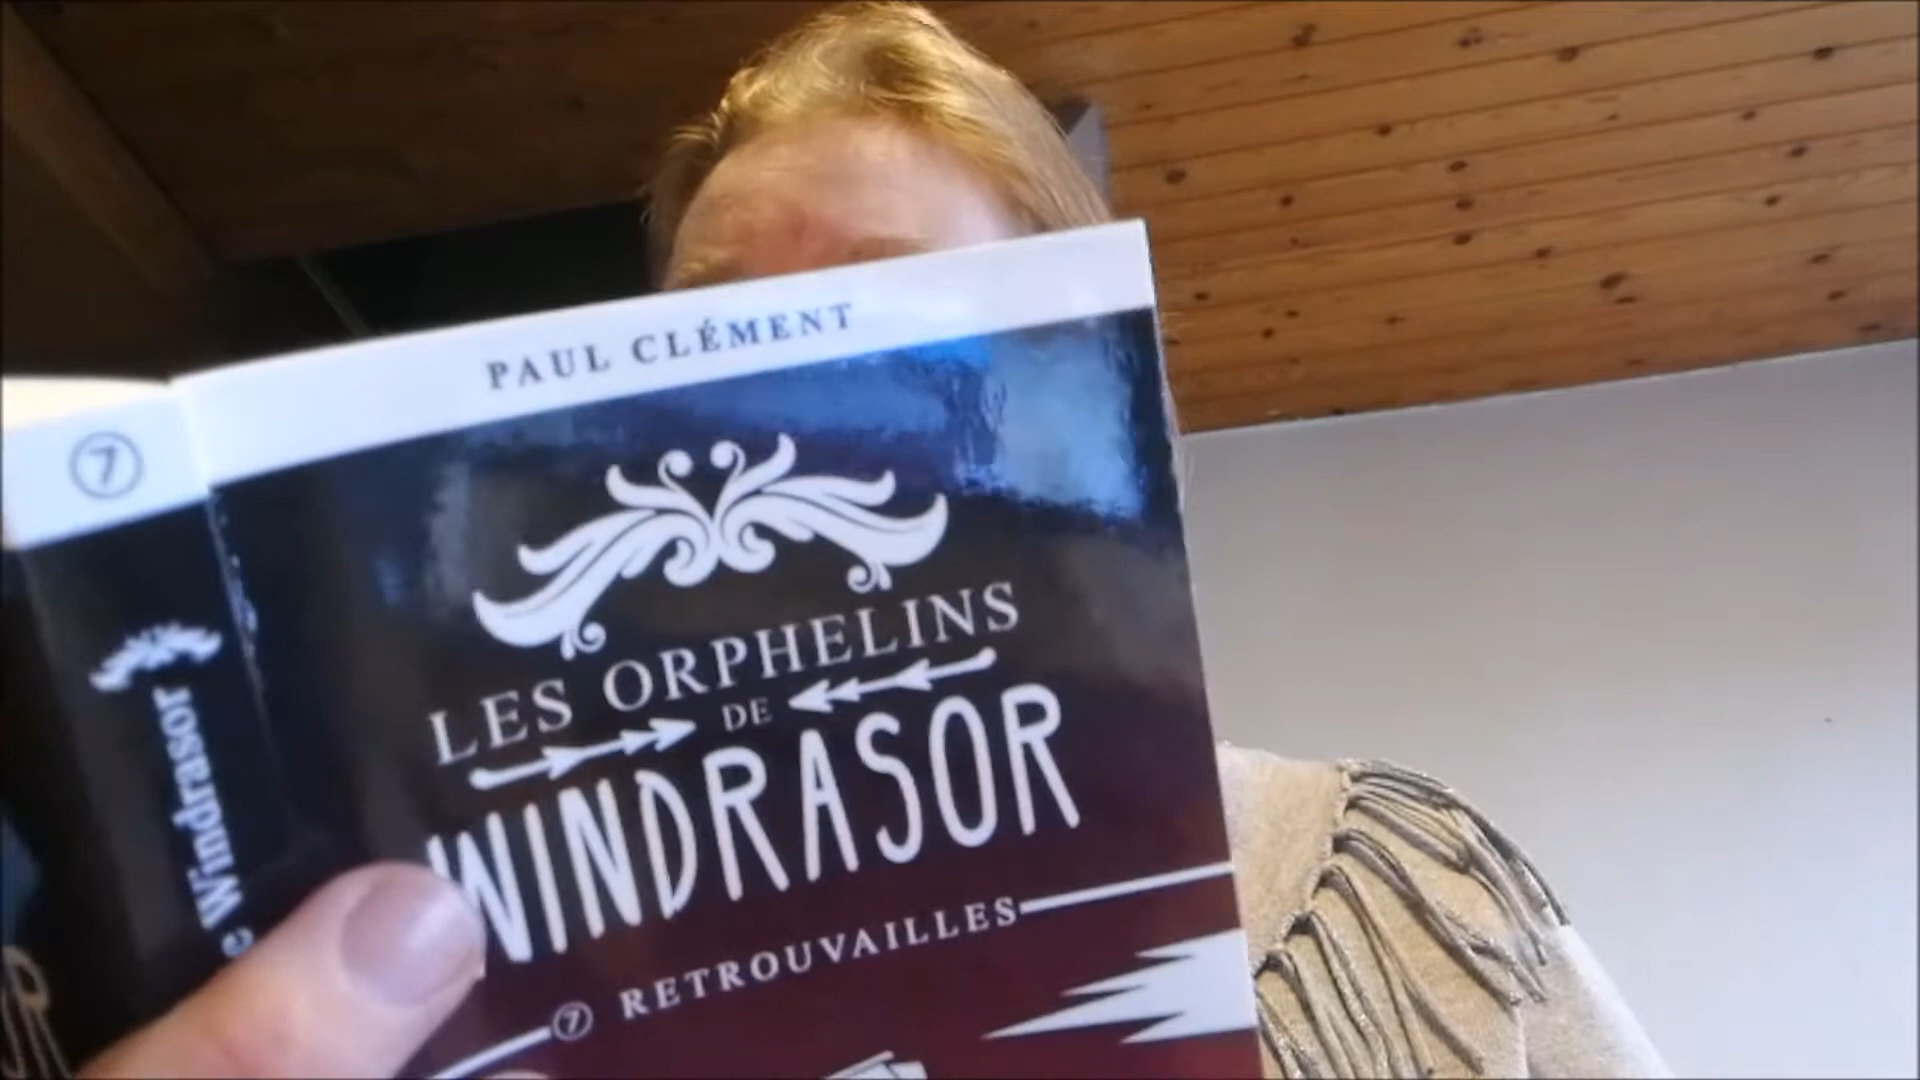 PAUL CLÉMENT
7
LES ORPHELINS
DE
WINDRASOR
7 RETROUVAILLES
e Windrasor